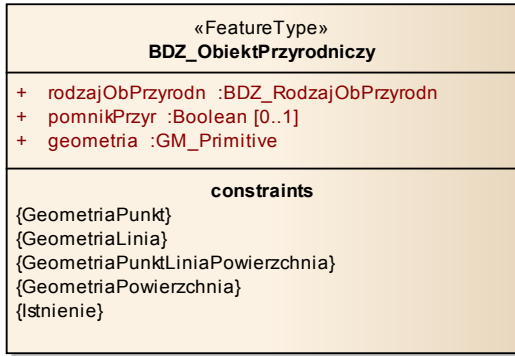 «FeatureType»
BDZ_ObiektPrzyrodniczy
+ rodzajObPrzyrodn :BDZ_RodzajObPrzyrodn
+ pomnikPrzyr :Boolean [0..1]
+ geometria :GM_Primitive
constraints
{GeometriaPunkt}
{GeometriaLinia}
{GeometriaPunktLiniaPowierzchnia}
{GeometriaPowierzchnia}
{Istnienie}